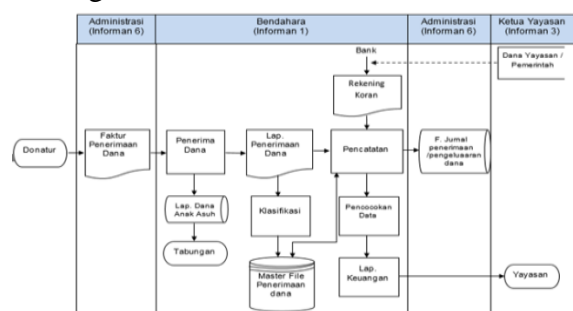 Administrasi
(Informan 6)
Bendahara
(Informan 1)
Administrasi
(Informan 6)
Ketua Yayasan
(Informan 3)
Bank
Dana Yayasan /
Pemerintah
Rekening
Koran
Donatur
Faktur
Penerimaan
Dana
Penerima
Dana
Lap.
Penerimaan
Dana
Pencatatan
F. Jurnal
penerimaan
/pengeluaran
dana
Lap. Dana
Anak Asuh
Klasifikasi
Pencocokan
Data
Tabungan
Master File
Penerimaan
dana
Lap.
Keuangan
Yayasan